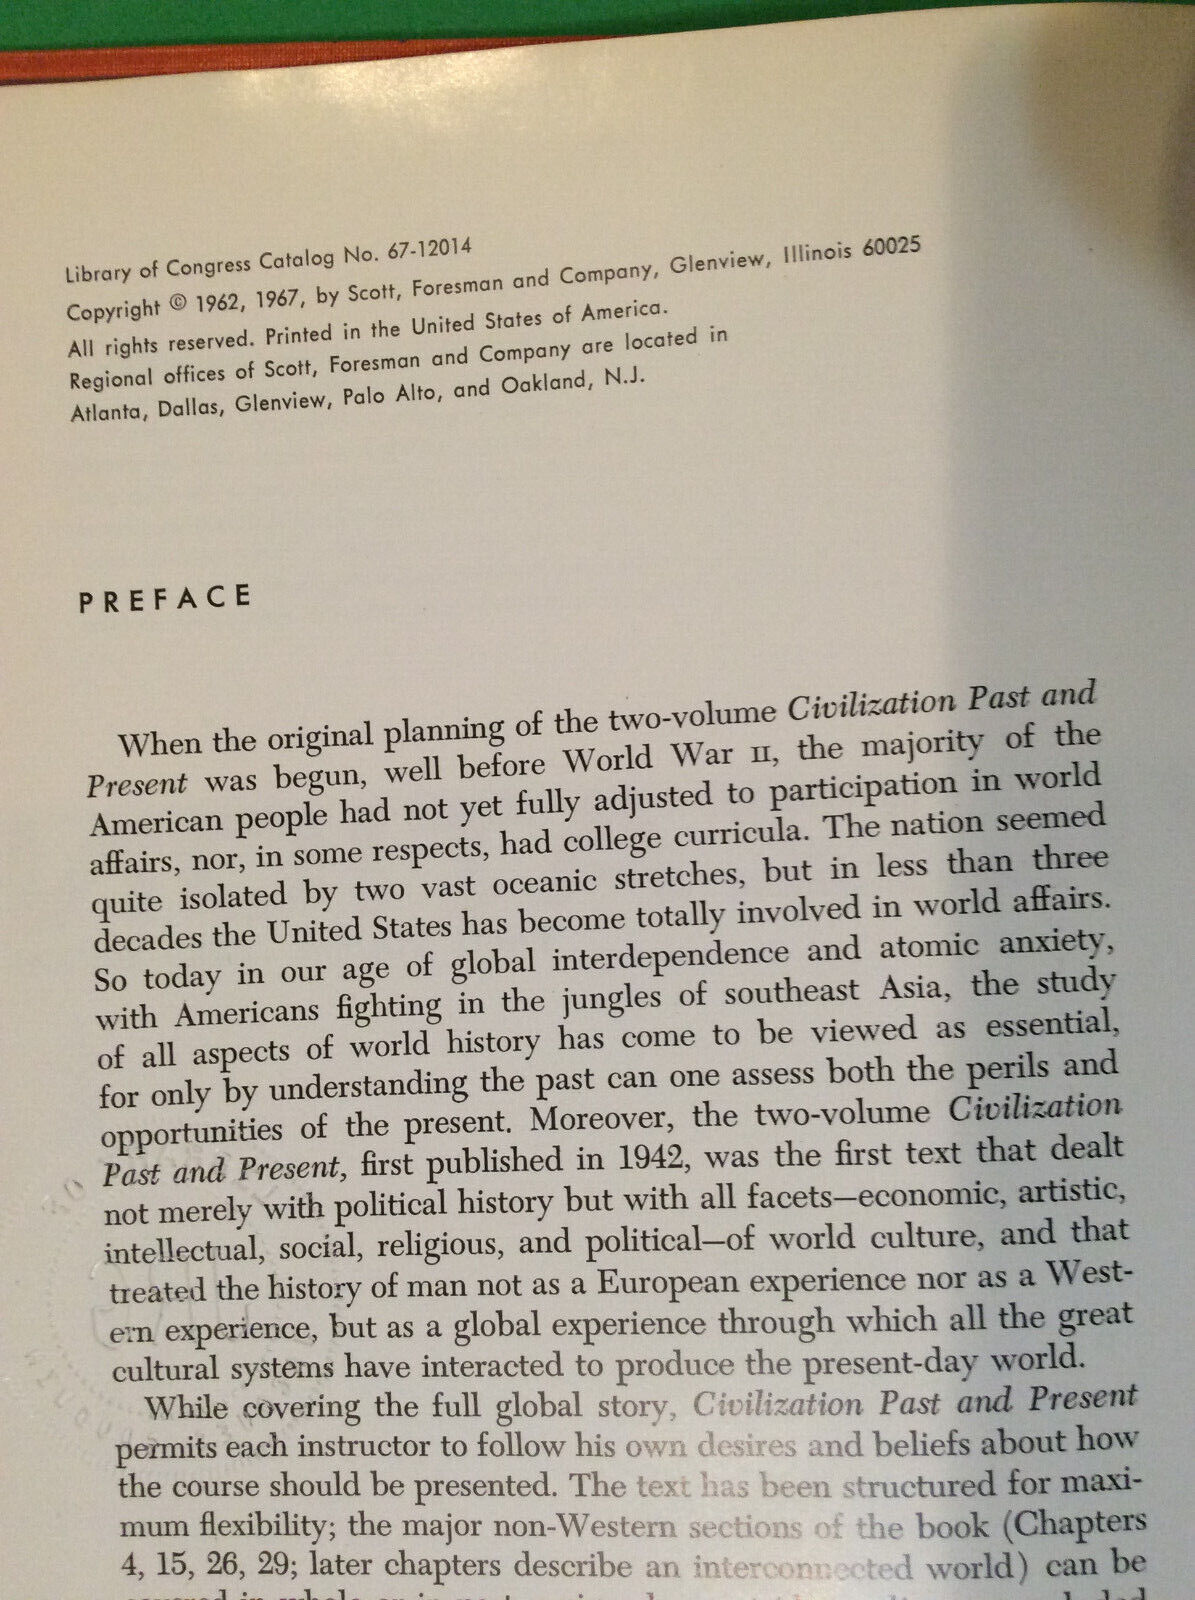 Library of Congress Catalog No. 67-12014
Copyright © 1962, 1967, by Scott, Foresman and Company, Glenview, Illinois 60025
All rights reserved. Printed in the United States of America.
Regional offices of Scott, Foresman and Company are located in
Atlanta, Dallas, Glenview, Palo Alto, and Oakland, N.J.
PREFACE
When the original planning of the two-volume Civilization Past and
Present was begun, well before World War II, the majority of the
American people had not yet fully adjusted to participation in world
affairs, nor, in some respects, had college curricula. The nation seemed
quite isolated by two vast oceanic stretches, but in less than three
decades the United States has become totally involved in world affairs.
So today in our age of global interdependence and atomic anxiety,
with Americans fighting in the jungles of southeast Asia, the study
of all aspects of world history has come to be viewed as essential,
for only by understanding the past can one assess both the perils and
opportunities of the present. Moreover, the two-volume Civilization
Past and Present, first published in 1942, was the first text that dealt
not merely with political history but with all facets—economic, artistic,
intellectual, social, religious, and political—of world culture, and that
treated the history of man not as a European experience nor as a West-
ern experience, but as a global experience through which all the great
cultural systems have interacted to produce the present-day world.
While covering the full global story, Civilization Past and Present
permits each instructor to follow his own desires and beliefs about how
the course should be presented. The text has been structured for maxi-
mum flexibility; the major non-Western sections of the book (Chapters
4, 15, 26, 29; later chapters describe an interconnected world) can be